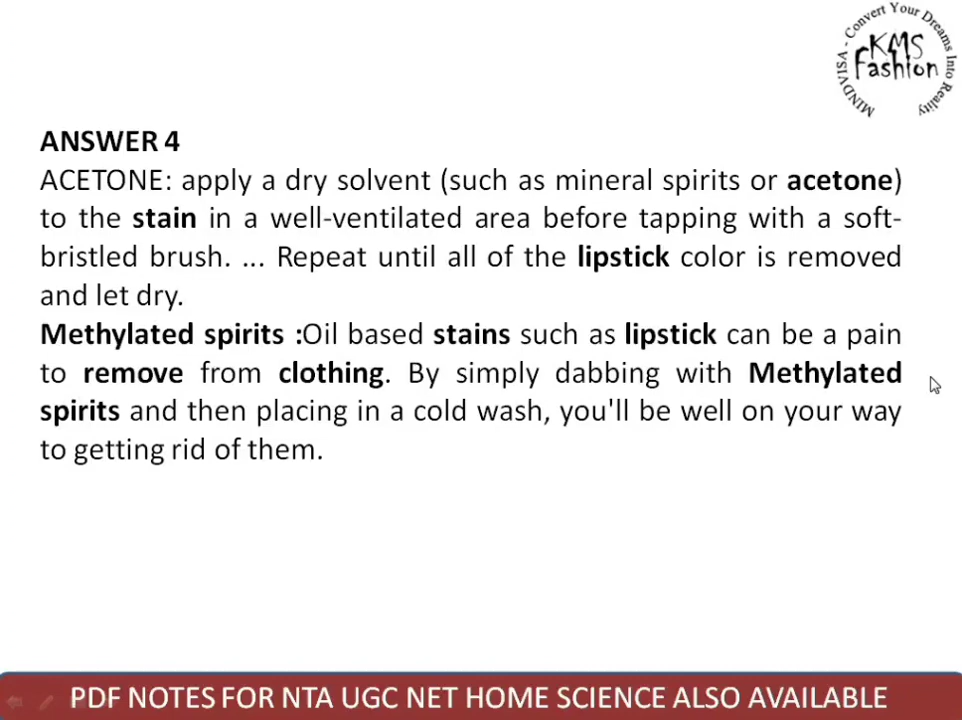 MINDVISA - Convert Your Dreams Into Reality
KMS
Fashion
ANSWER 4
ACETONE: apply a dry solvent (such as mineral spirits or acetone)
to the stain in a well-ventilated area before tapping with a soft-
bristled brush. ... Repeat until all of the lipstick color is removed
and let dry.
Methylated spirits :Oil based stains such as lipstick can be a pain
to remove from clothing. By simply dabbing with Methylated
spirits and then placing in a cold wash, you'll be well on your way
to getting rid of them.
PDF NOTES FOR NTA UGC NET HOME SCIENCE ALSO AVAILABLE